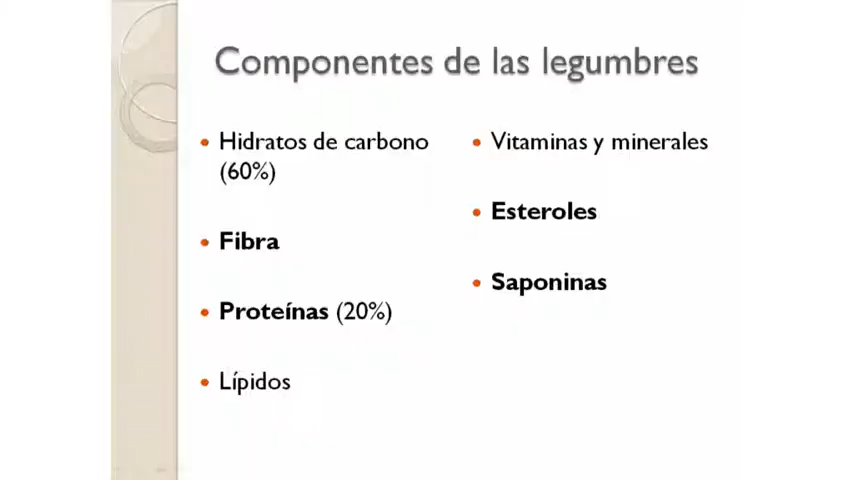 Componentes de las legumbres
• Hidratos de carbono
(60%)
• Fibra
• Proteínas (20%)
• Lípidos
• Vitaminas y minerales
• Esteroles
• Saponinas